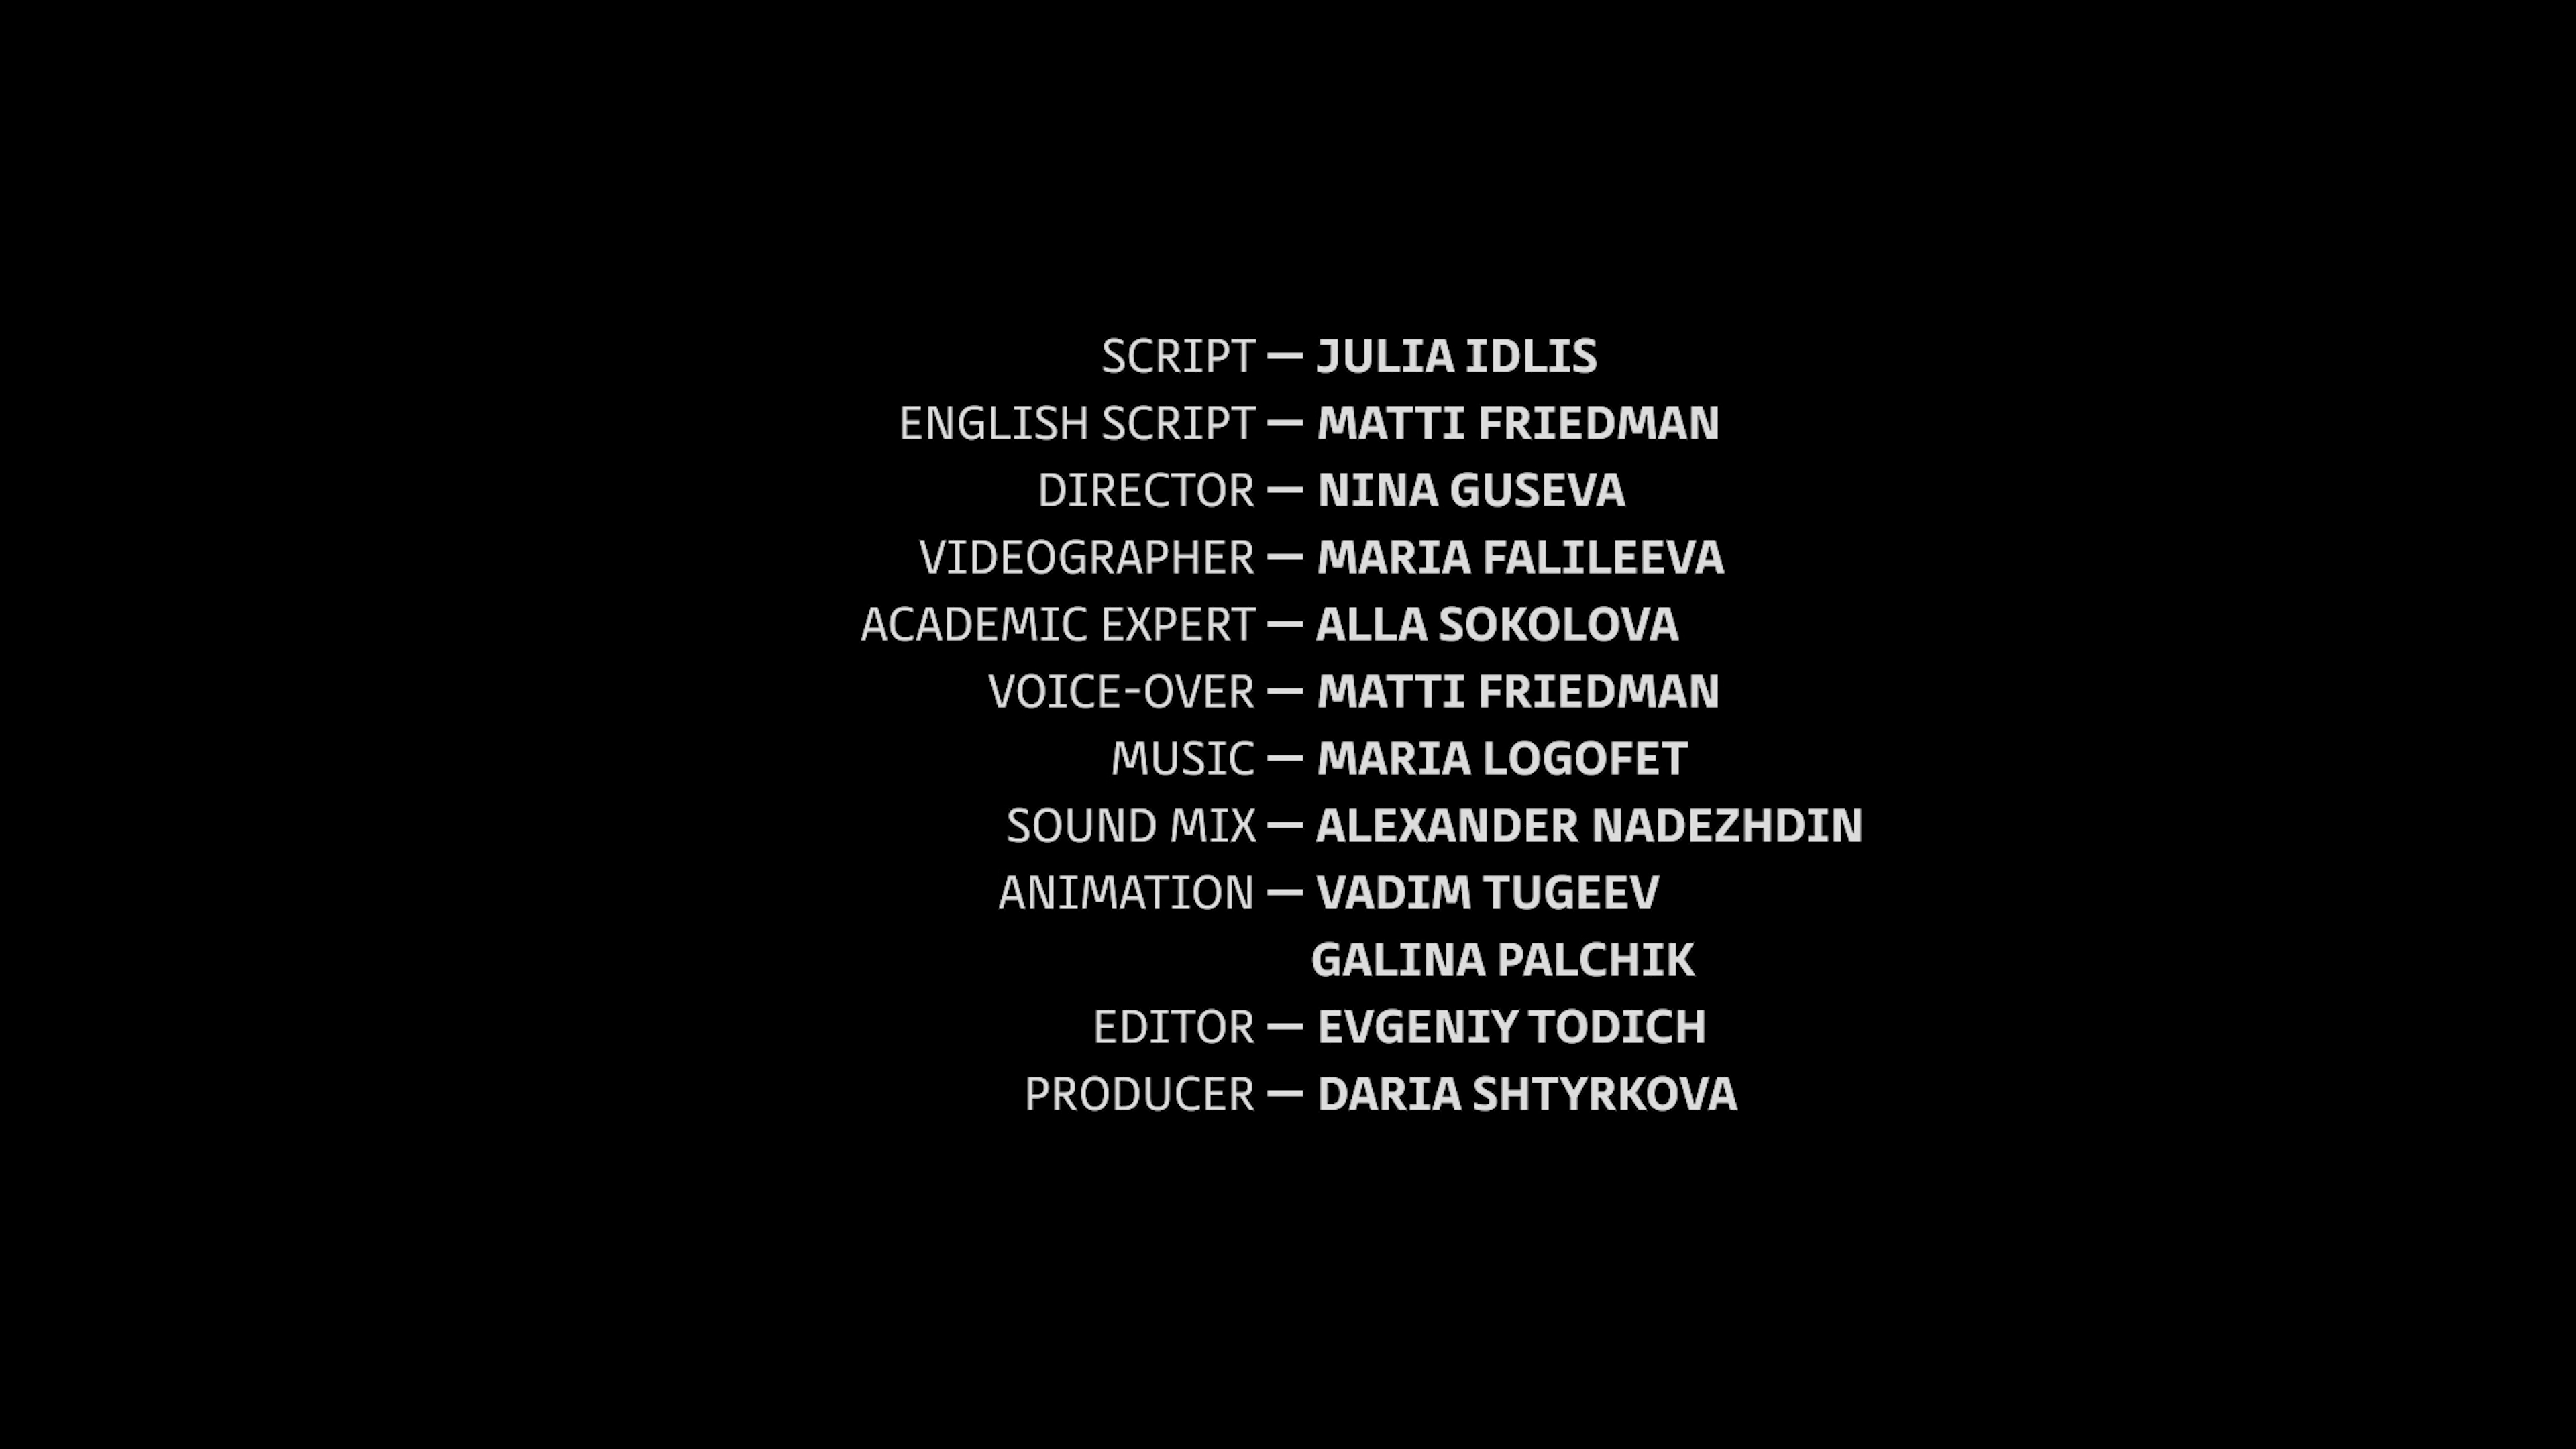 SCRIPT — JULIA IDLIS
ENGLISH SCRIPT — MATTI FRIEDMAN
DIRECTOR — NINA GUSEVA
VIDEOGRAPHER — MARIA FALILEEVA
ACADEMIC EXPERT — ALLA SOKOLOVA
VOICE-OVER — MATTI FRIEDMAN
MUSIC — MARIA LOGOFET
SOUND MIX — ALEXANDER NADEZHDIN
ANIMATION — VADIM TUGEEV
GALINA PALCHIK
EDITOR — EVGENIY TODICH
PRODUCER — DARIA SHTYRKOVA